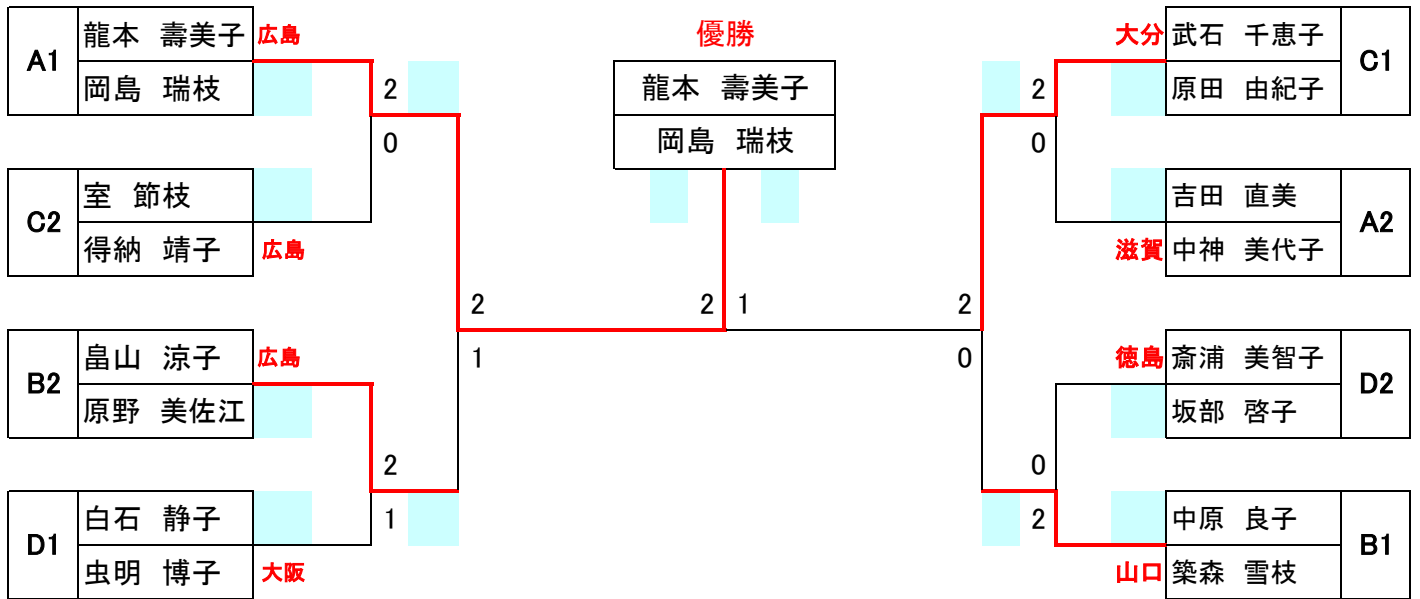 優勝
龍本 壽美子
岡島 瑞枝
A1
龍本 壽美子 広島
岡島 瑞枝
2
0
C2
室 節枝
得納 靖子 広島
2
1
B2
畠山 涼子 広島
原野 美佐江
2
1
D1
白石 静子
虫明 博子 大阪
2 1
大分 武石 千恵子
原田 由紀子
C1
2
0
吉田 直美
滋賀 中神 美代子
A2
2
0
徳島 斎浦 美智子
坂部 啓子
D2
0
2
中原 良子
山口 築森 雪枝
B1